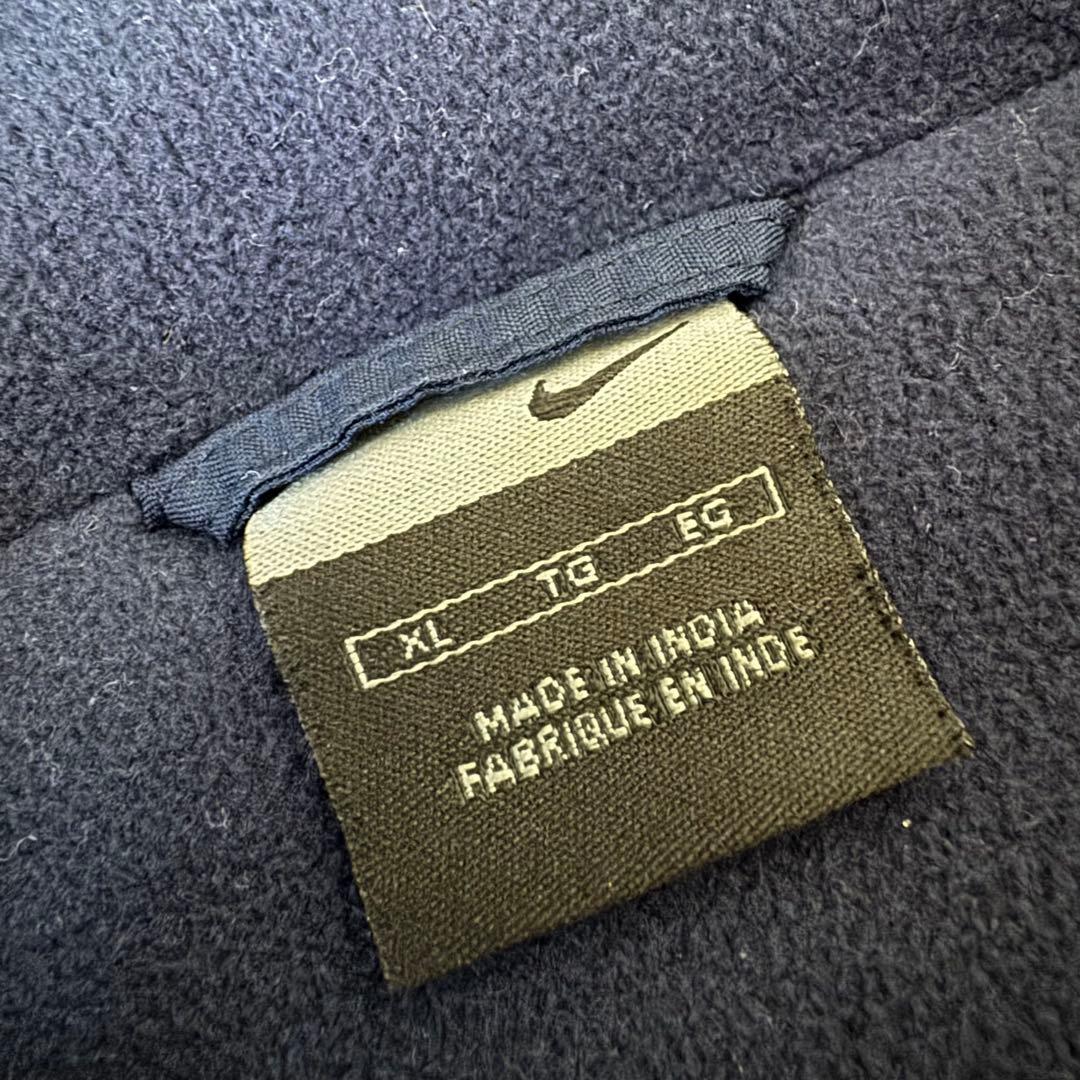 XL TG EG
MADE IN INDIA
FABRIQUE EN INDE